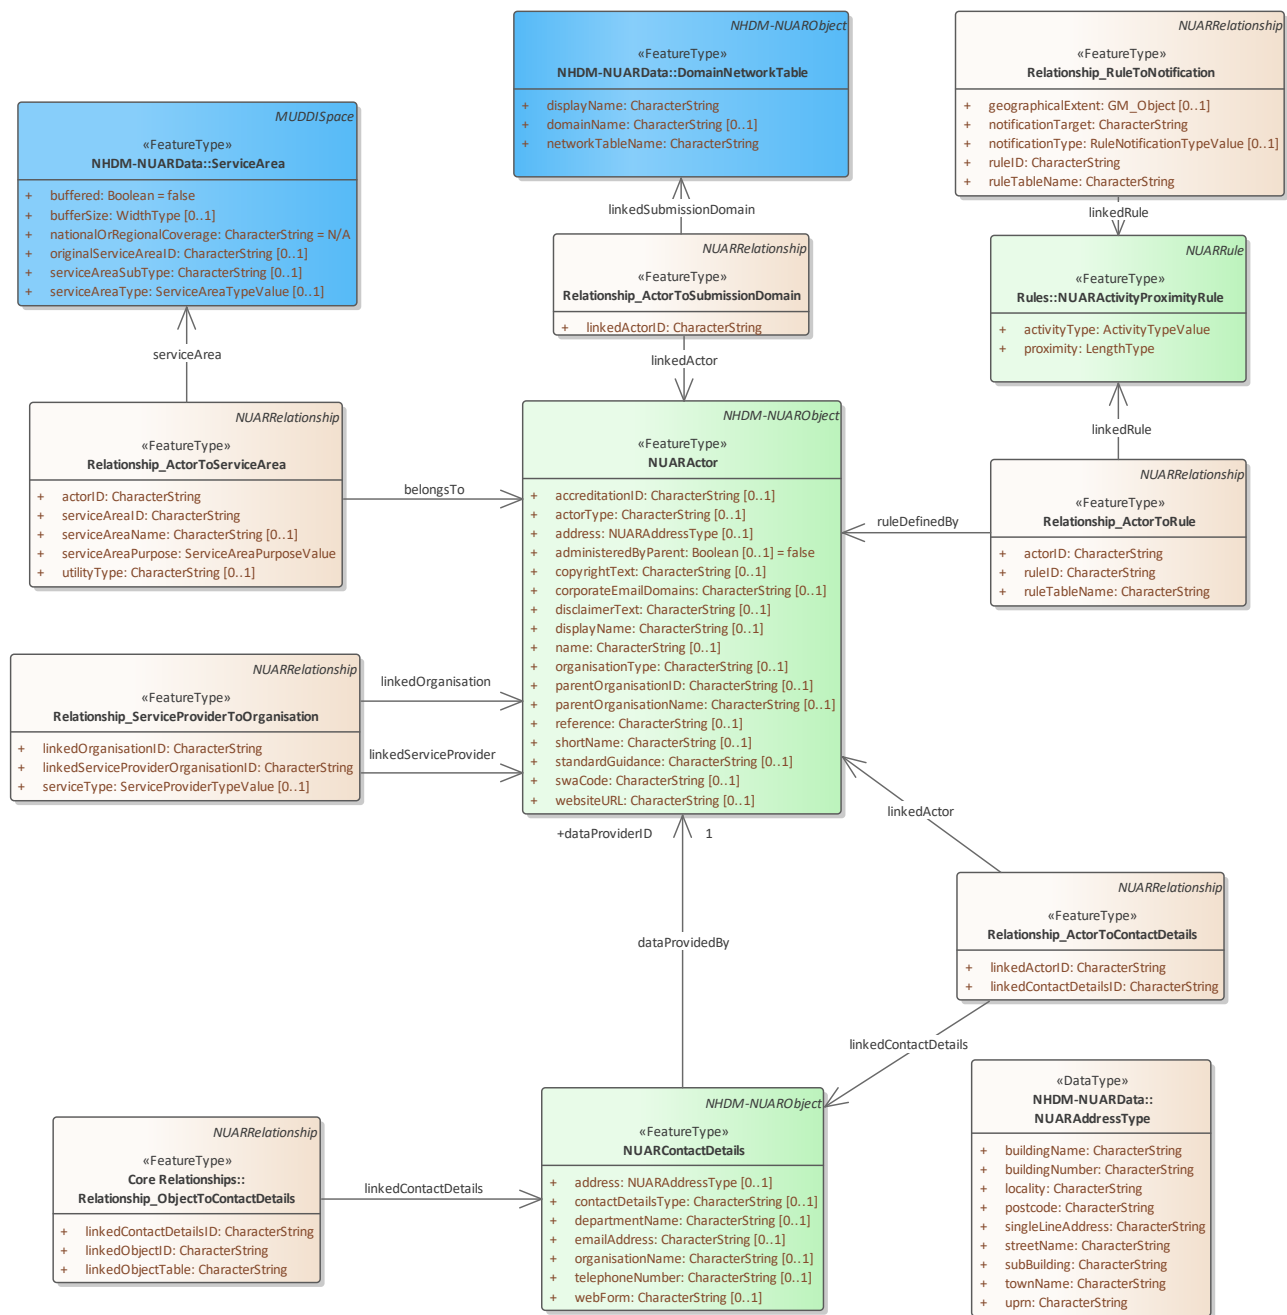 NHDM-NUARObject
«FeatureType»
NHDM-NUARData::DomainNetworkTable
+ displayName: CharacterString
+ domainName: CharacterString [0..1]
+ networkTableName: CharacterString
NUARRelationship
«FeatureType»
Relationship_RuleToNotification
+ geographicalExtent: GM_Object [0..1]
+ notificationTarget: CharacterString
+ notificationType: RuleNotificationTypeValue [0..1]
+ ruleID: CharacterString
+ ruleTableName: CharacterString
MUDDISpace
«FeatureType»
NHDM-NUARData::ServiceArea
+ buffered: Boolean = false
+ bufferSize: WidthType [0..1]
+ nationalOrRegionalCoverage: CharacterString = N/A
+ originalServiceAreaID: CharacterString [0..1]
+ serviceAreaSubType: CharacterString [0..1]
+ serviceAreaType: ServiceAreaTypeValue [0..1]
linkedSubmissionDomain
linkedRule
NUARRelationship
«FeatureType»
Relationship_ActorToSubmissionDomain
+ linkedActorID: CharacterString
NUARRule
«FeatureType»
Rules::NUARActivityProximityRule
+ activityType: ActivityTypeValue
+ proximity: LengthType
serviceArea
linkedActor
linkedRule
NUARRelationship
«FeatureType»
Relationship_ActorToServiceArea
+ actorID: CharacterString
+ serviceAreaID: CharacterString
+ serviceAreaName: CharacterString [0..1]
+ serviceAreaPurpose: ServiceAreaPurposeValue
+ utilityType: CharacterString [0..1]
belongsTo
NHDM-NUARObject
«FeatureType»
NUARActor
+ accreditationID: CharacterString [0..1]
+ actorType: CharacterString [0..1]
+ address: NUARAddressType [0..1]
+ administeredByParent: Boolean [0..1] = false
+ copyrightText: CharacterString [0..1]
+ corporateEmailDomains: CharacterString [0..1]
+ disclaimerText: CharacterString [0..1]
+ displayName: CharacterString [0..1]
+ name: CharacterString [0..1]
+ organisationType: CharacterString [0..1]
+ parentOrganisationID: CharacterString [0..1]
+ parentOrganisationName: CharacterString [0..1]
+ reference: CharacterString [0..1]
+ shortName: CharacterString [0..1]
+ standardGuidance: CharacterString [0..1]
+ swaCode: CharacterString [0..1]
+ websiteURL: CharacterString [0..1]
ruleDefinedBy
NUARRelationship
«FeatureType»
Relationship_ActorToRule
+ actorID: CharacterString
+ ruleID: CharacterString
+ ruleTableName: CharacterString
NUARRelationship
«FeatureType»
Relationship_ServiceProviderToOrganisation
+ linkedOrganisationID: CharacterString
+ linkedServiceProviderOrganisationID: CharacterString
+ serviceType: ServiceProviderTypeValue [0..1]
linkedOrganisation
linkedServiceProvider
+dataProviderID 1
linkedActor
dataProvidedBy
NUARRelationship
«FeatureType»
Relationship_ActorToContactDetails
+ linkedActorID: CharacterString
+ linkedContactDetailsID: CharacterString
linkedContactDetails
NUARRelationship
«FeatureType»
Core Relationships::
Relationship_ObjectToContactDetails
+ linkedContactDetailsID: CharacterString
+ linkedObjectID: CharacterString
+ linkedObjectTable: CharacterString
linkedContactDetails
NHDM-NUARObject
«FeatureType»
NUARContactDetails
+ address: NUARAddressType [0..1]
+ contactDetailsType: CharacterString [0..1]
+ departmentName: CharacterString [0..1]
+ emailAddress: CharacterString [0..1]
+ organisationName: CharacterString [0..1]
+ telephoneNumber: CharacterString [0..1]
+ webForm: CharacterString [0..1]
«DataType»
NHDM-NUARData::
NUARAddressType
+ buildingName: CharacterString
+ buildingNumber: CharacterString
+ locality: CharacterString
+ postcode: CharacterString
+ singleLineAddress: CharacterString
+ streetName: CharacterString
+ subBuilding: CharacterString
+ townName: CharacterString
+ uprn: CharacterString